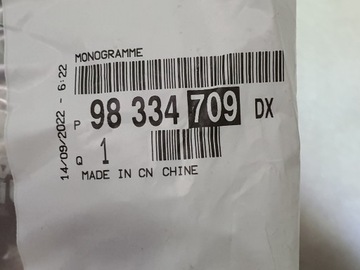 MONOGRAMME
P 98 334 709 DX
Q 1
MADE IN CN CHINE
14/09/2022 - 6:22